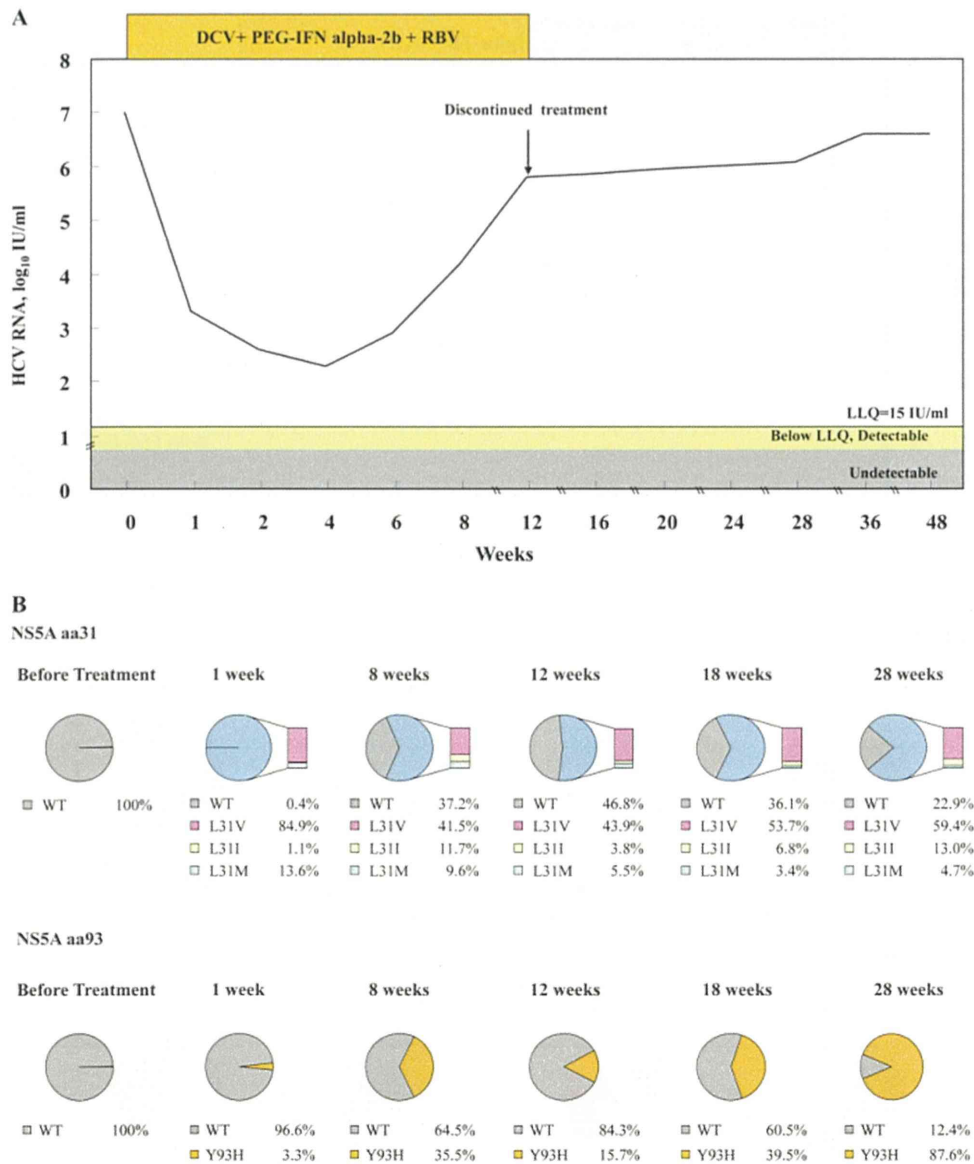 A
DCV+ PEG-IFN alpha-2b + RBV
8
7
6
5
4
3
2
1
0
HCV RNA, log10 IU/ml
Discontinued treatment
LLQ=15 IU/ml
Below LLQ, Detectable
Undetectable
0 1 2 4 6 8 12 16 20 24 28 36 48
Weeks
B
NS5A aa31
Before Treatment 1 week 8 weeks 12 weeks 18 weeks 28 weeks
WT 100% WT 0.4% WT 37.2% WT 46.8% WT 36.1% WT 22.9%
L31V 84.9% L31V 41.5% L31V 43.9% L31V 53.7% L31V 59.4%
L31I 1.1% L31I 11.7% L31I 3.8% L31I 6.8% L31I 13.0%
L31M 13.6% L31M 9.6% L31M 5.5% L31M 3.4% L31M 4.7%
NS5A aa93
Before Treatment 1 week 8 weeks 12 weeks 18 weeks 28 weeks
WT 100% WT 96.6% WT 64.5% WT 84.3% WT 60.5% WT 12.4%
Y93H 3.3% Y93H 35.5% Y93H 15.7% Y93H 39.5% Y93H 87.6%